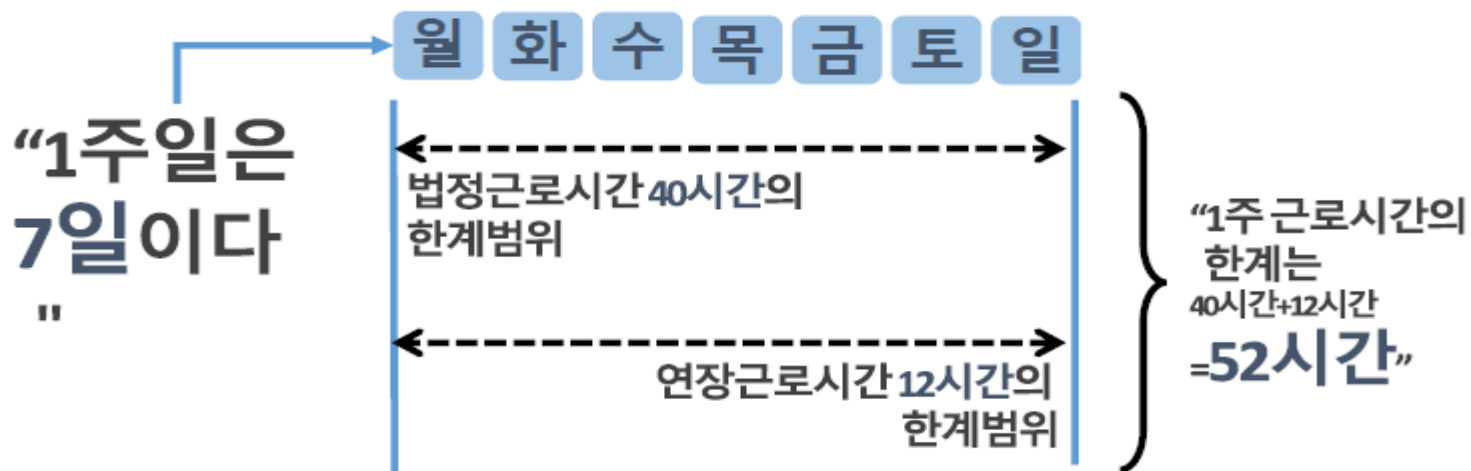 월 화 수 목 금 토 일
“1주일은
7일이다
"
법정근로시간 40시간의
한계범위
연장근로시간 12시간의
한계범위
“1주 근로시간의
한계는
40시간+12시간
=52시간”